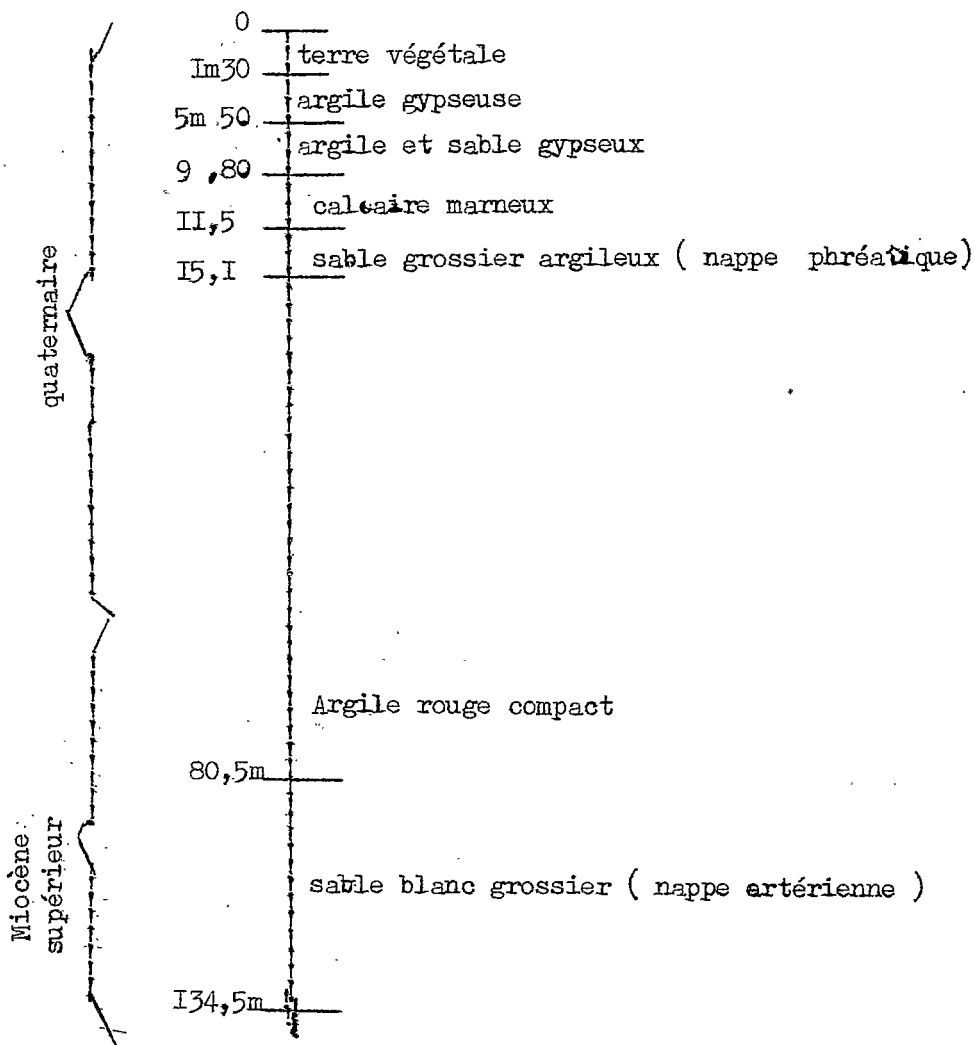 0
terre végétale
Im30
argile gypseuse
5m 50
argile et sable gypseux
9 ,80
calcaire marneux
II,5
sable grossier argileux ( nappe phréatique)
I5,I
quaternaire
Argile rouge compact
80,5m
Miocène
supérieur
sable blanc grossier ( nappe artérienne )
I34,5m